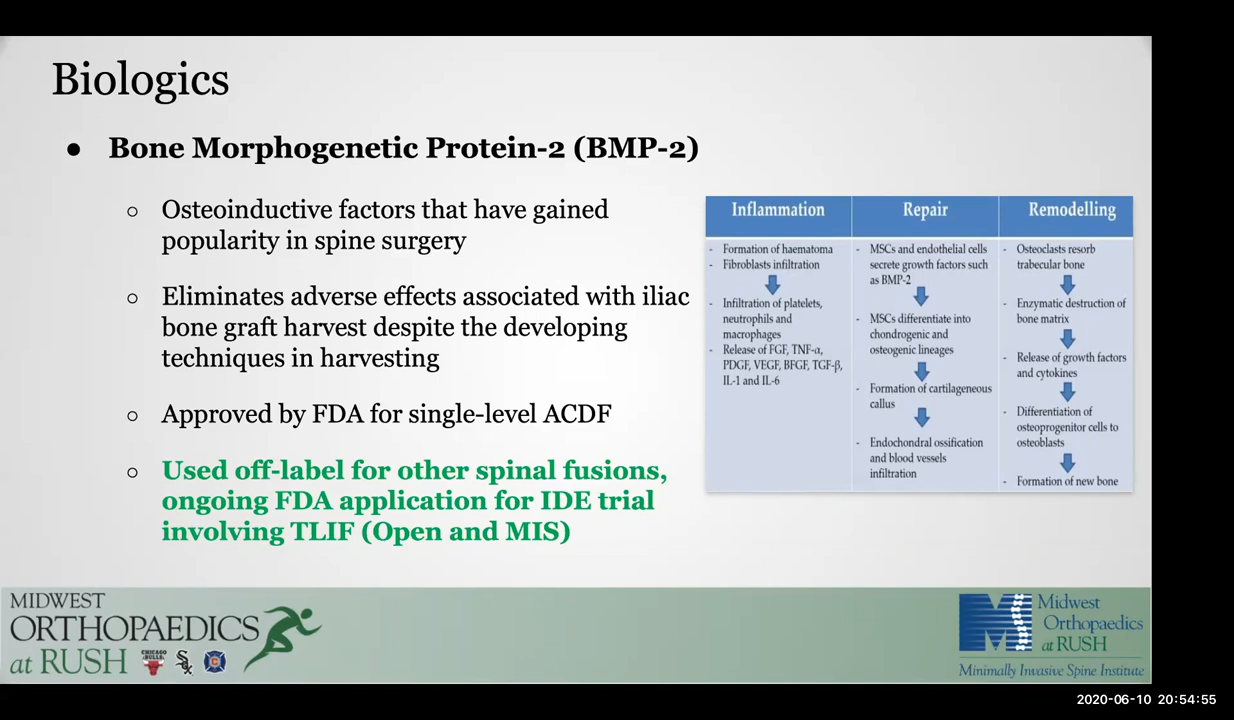 Biologics
● Bone Morphogenetic Protein-2 (BMP-2)
○ Osteoinductive factors that have gained
popularity in spine surgery
○ Eliminates adverse effects associated with iliac
bone graft harvest despite the developing
techniques in harvesting
○ Approved by FDA for single-level ACDF
○ Used off-label for other spinal fusions,
ongoing FDA application for IDE trial
involving TLIF (Open and MIS)
Inflammation
- Formation of haematoma
- Fibroblasts infiltration
- Infiltration of platelets,
neutrophils and
macrophages
- Release of FGF, TNF-α,
PDGF, VEGF, BFGF, TGF-β,
IL-1 and IL-6
Repair
- MSCs and endothelial cells
secrete growth factors such
as BMP-2
- MSCs differentiate into
chondrogenic and
osteogenic lineages
- Formation of cartilageneous
callus
- Endochondral ossification
and blood vessels
infiltration
Remodelling
- Osteoclasts resorb
trabecular bone
- Enzymatic destruction of
bone matrix
- Release of growth factors
and cytokines
- Differentiation of
osteoprogenitor cells to
osteoblasts
- Formation of new bone
MIDWEST
ORTHOPAEDICS
at RUSH
CHICAGO
BULLS
Sox
M
Midwest
Orthopaedics
at RUSH
Minimally Invasive Spine Institute
2020-06-10 20:54:55